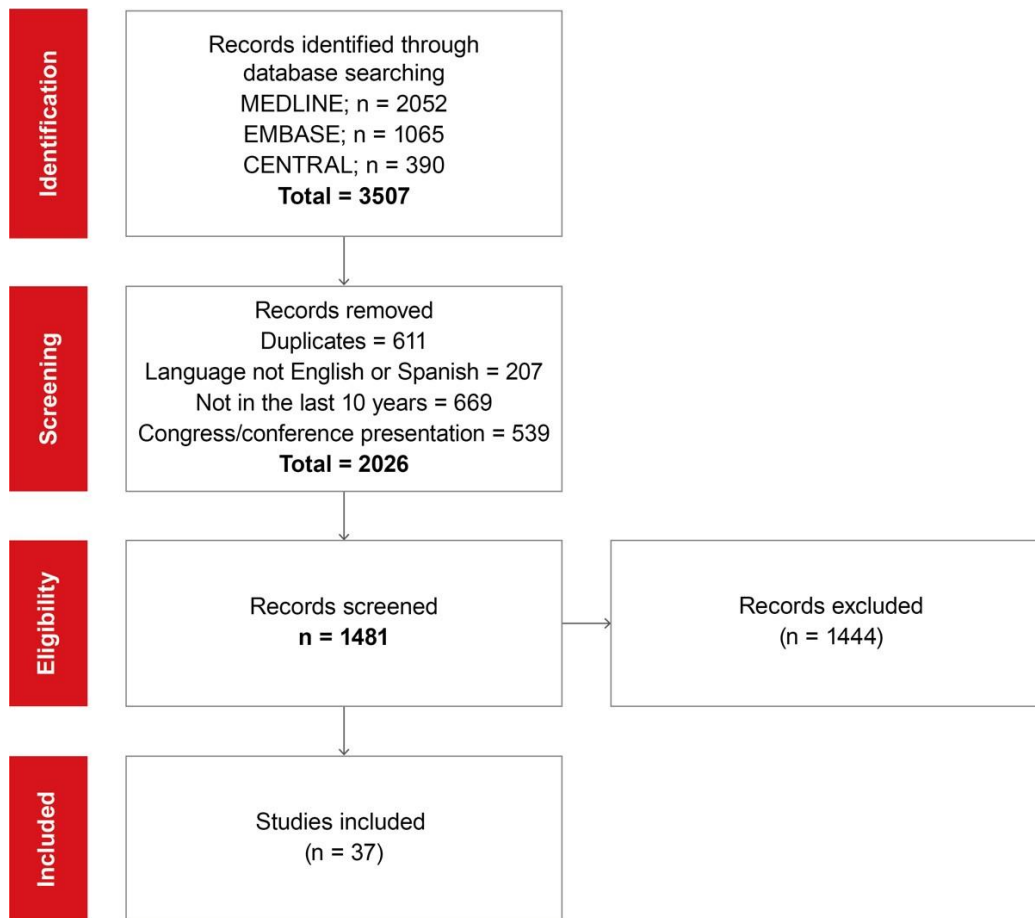 Identification
Records identified through
database searching
MEDLINE; n = 2052
EMBASE; n = 1065
CENTRAL; n = 390
Total = 3507
Screening
Records removed
Duplicates = 611
Language not English or Spanish = 207
Not in the last 10 years = 669
Congress/conference presentation = 539
Total = 2026
Eligibility
Records screened
n = 1481
Records excluded
(n = 1444)
Included
Studies included
(n = 37)